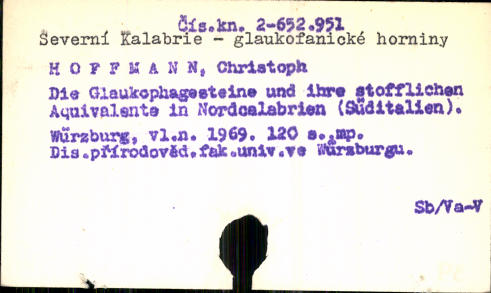 Čís.kn. 2-652.951
Severní Kalabrie - glaukofanické horniny
H O F F M A N N, Christoph
Die Glaukophagesteine und ihre stofflichen
Aquivalente in Nordcalabrien (Süditalien).
Würzburg, vl.n. 1969. 120 s.,mp.
Dis.přírodověd.fak.univ.ve Würzburgu.
Sb/Va-V